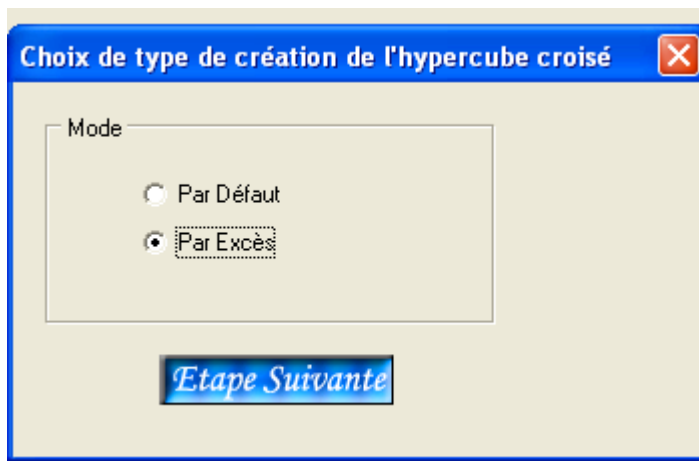 Choix de type de création de l'hypercube croisé
Mode
Par Défaut
Par Excès
Etape Suivante